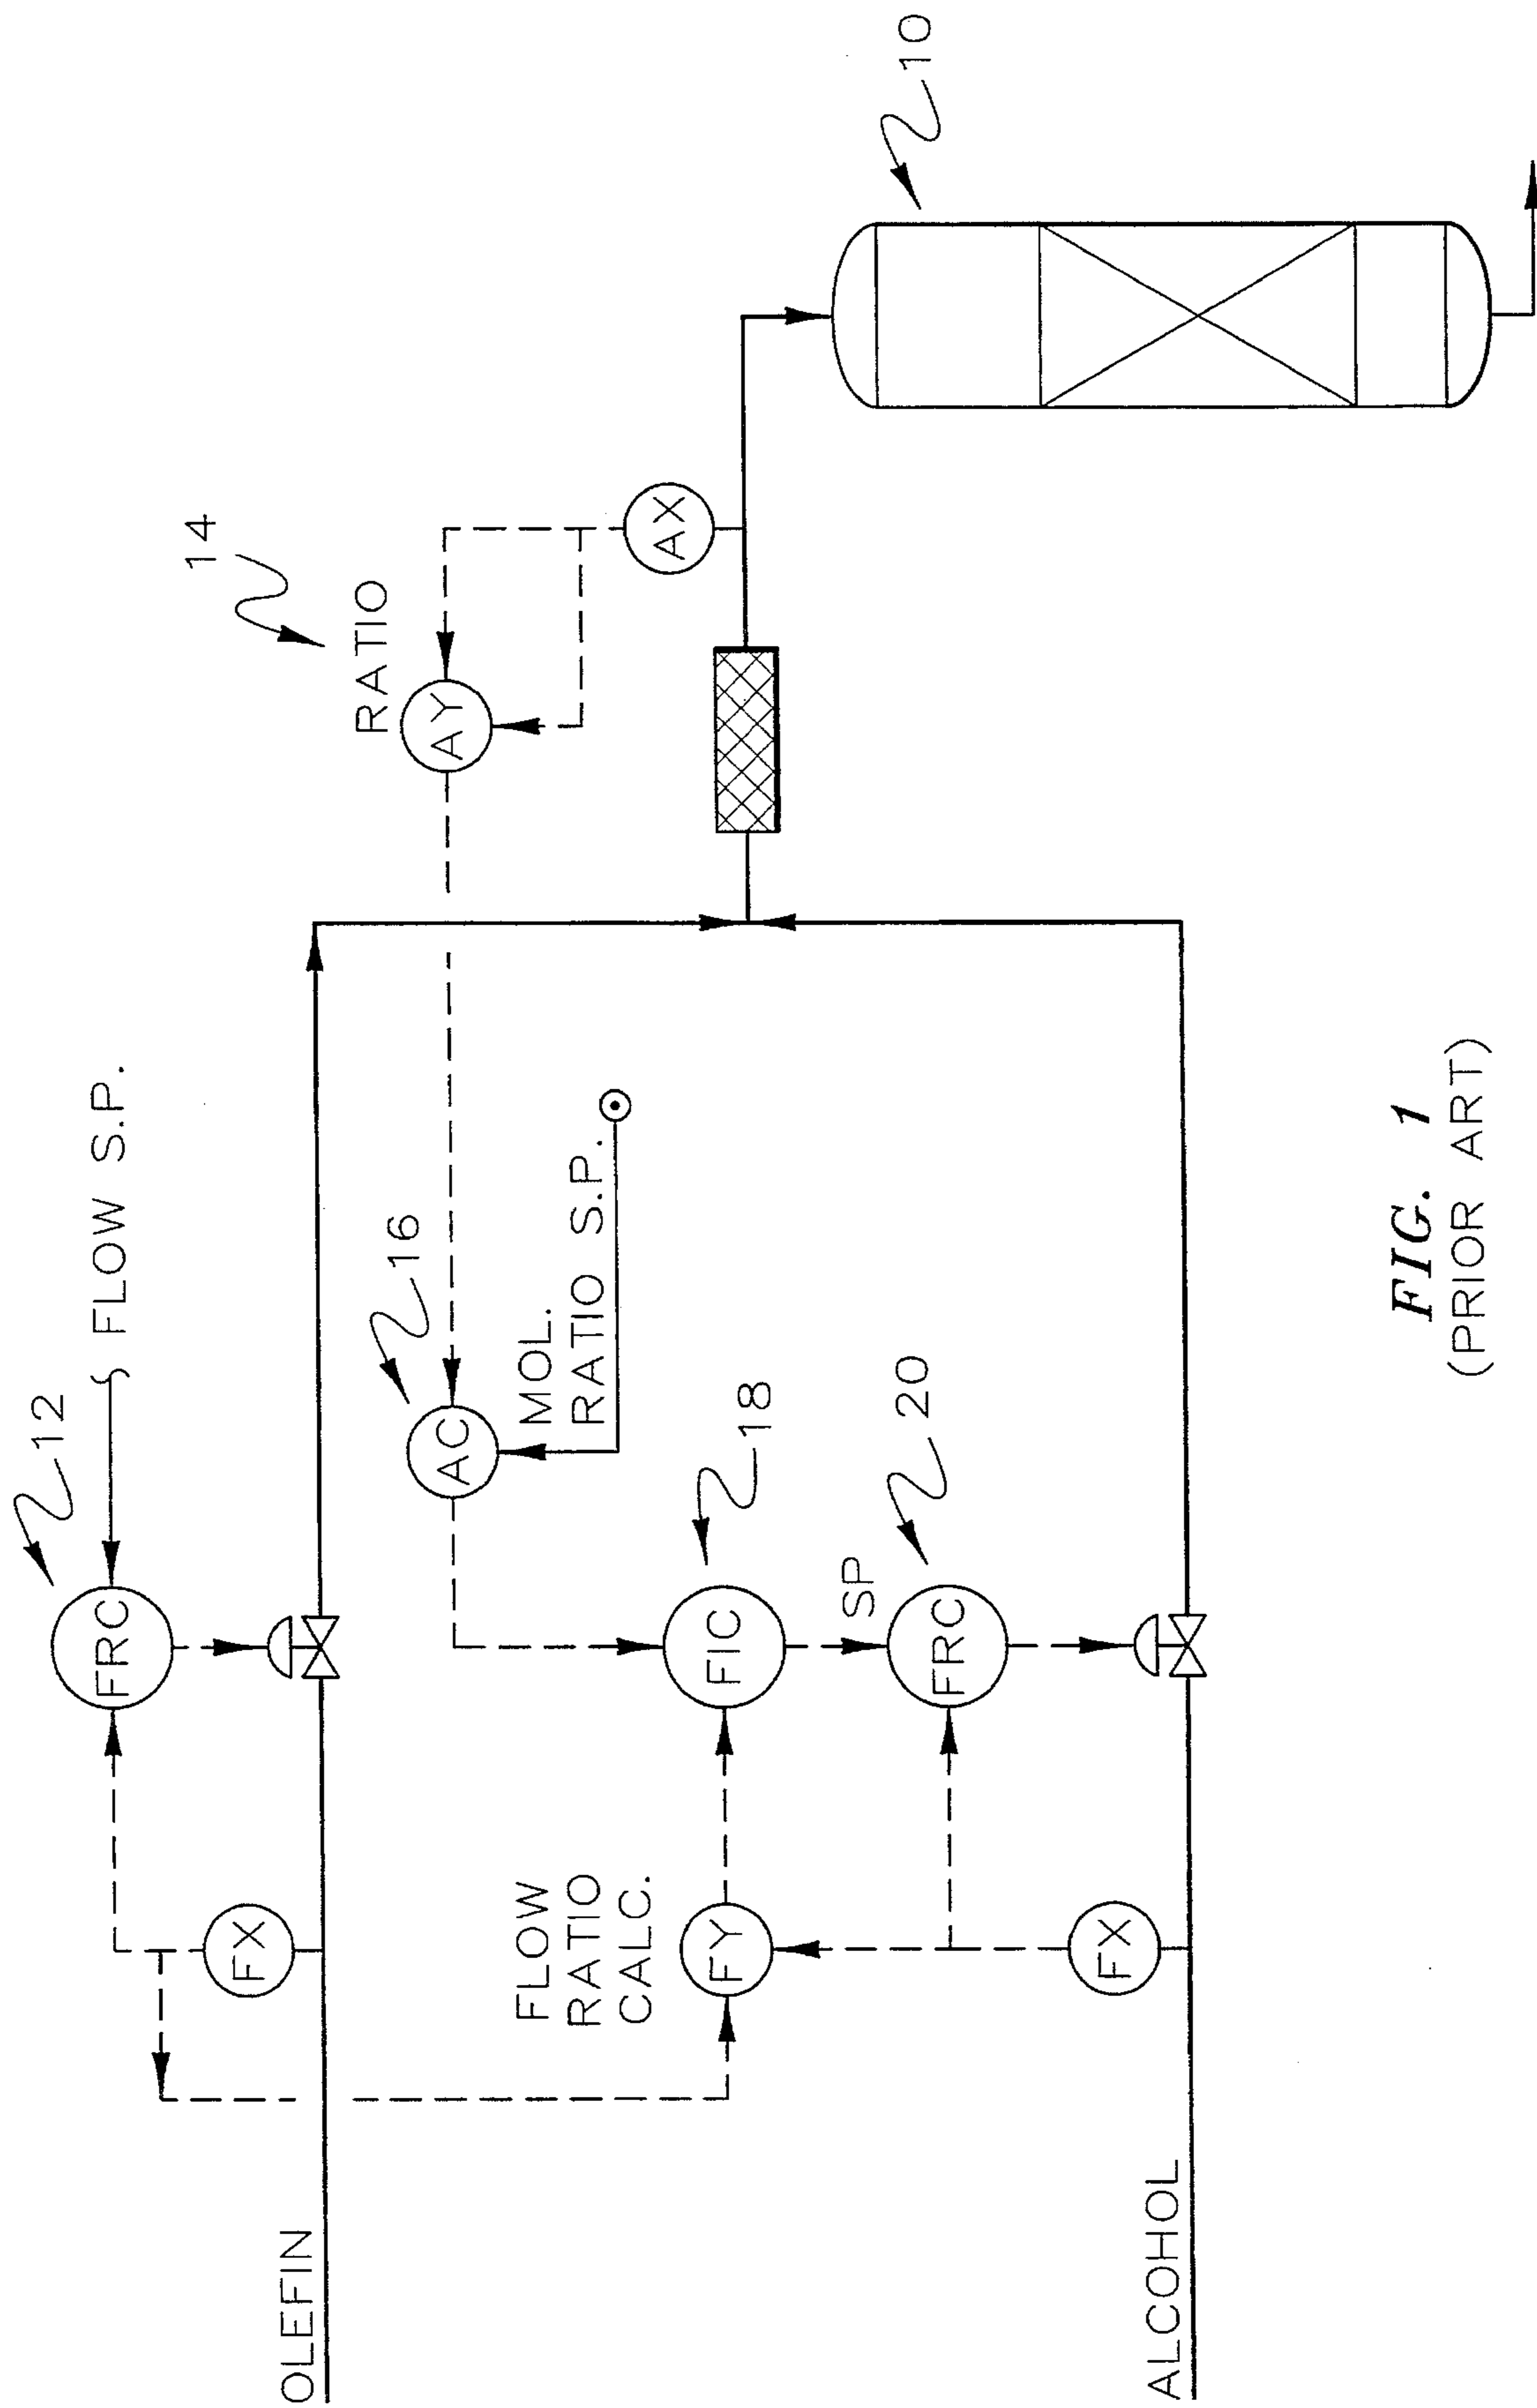 12
FRC
FLOW S.P.
FX
OLEFIN
14
RATIO
AY
AX
16
AC
MOL.
RATIO S.P.
10
FLOW
RATIO
CALC.
FY
FIC
18
SP
FRC
20
FX
ALCOHOL
FIG. 1
(PRIOR ART)